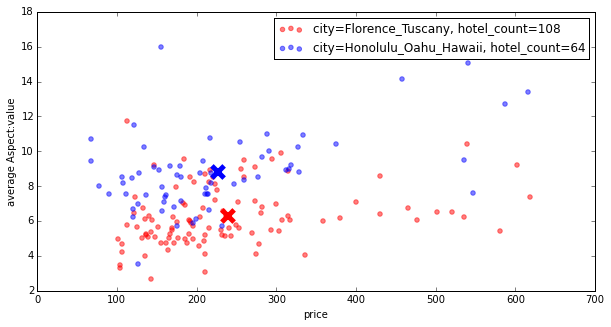 18
16
14
12
10
8
6
4
2
average Aspect:value
city=Florence_Tuscany, hotel_count=108
city=Honolulu_Oahu_Hawaii, hotel_count=64
0 100 200 300 400 500 600 700
price